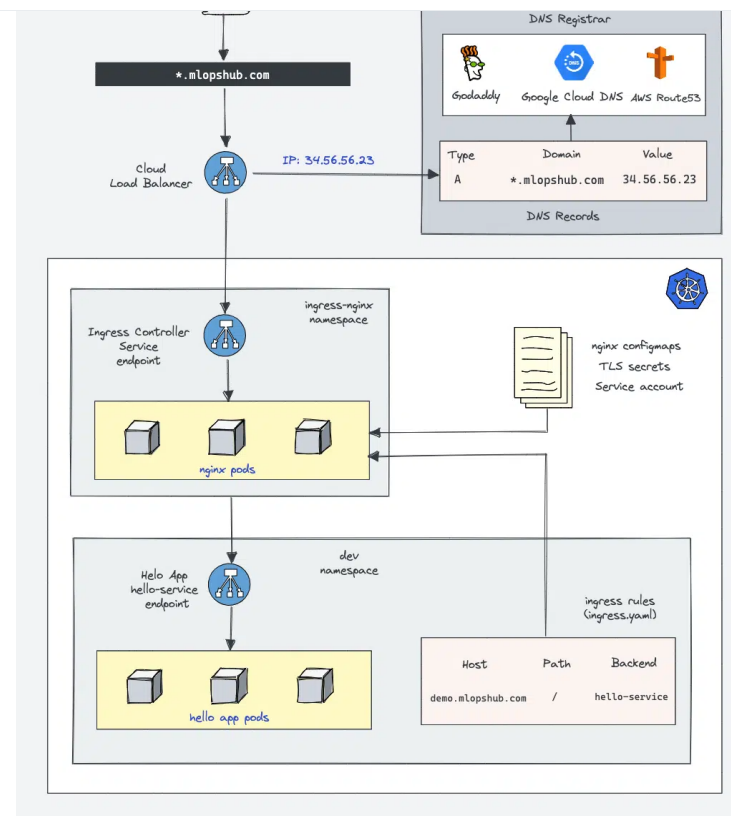 DNS Registrar
DNS
Godaddy
Google Cloud DNS
AWS Route53
*.mlopshub.com
Cloud
Load Balancer
IP: 34.56.56.23
Type Domain Value
A *.mlopshub.com 34.56.56.23
DNS Records
ingress-nginx
namespace
Ingress Controller
Service
endpoint
nginx configmaps
TLS secrets
Service account
nginx pods
dev
namespace
Helo App
hello-service
endpoint
ingress rules
(ingress.yaml)
Host Path Backend
demo.mlopshub.com / hello-service
hello app pods